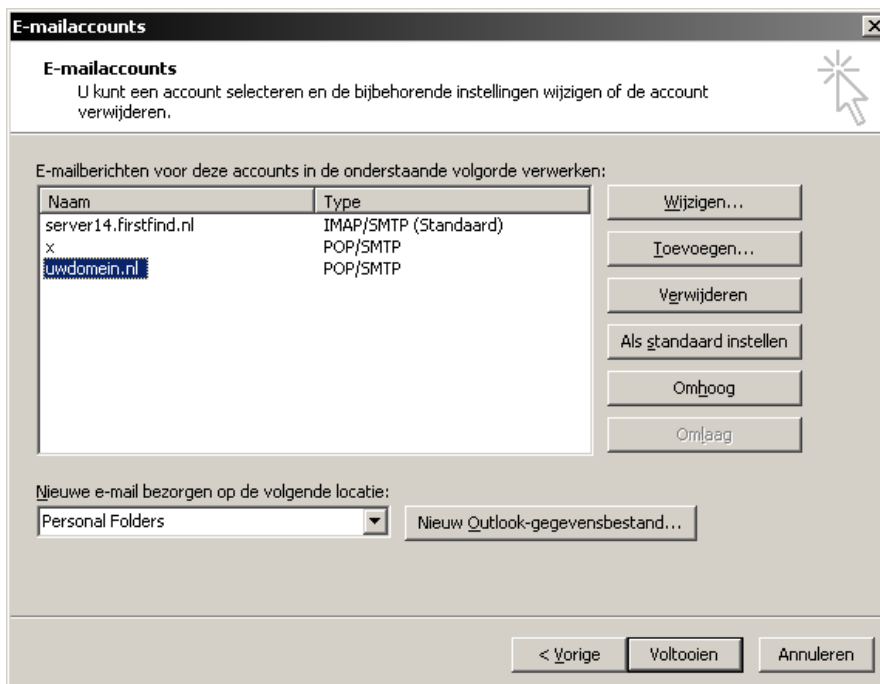 E-mailaccounts
E-mailaccounts
U kunt een account selecteren en de bijbehorende instellingen wijzigen of de account
verwijderen.
E-mailberichten voor deze accounts in de onderstaande volgorde verwerken:
Naam Type
server14.firstfind.nl IMAP/SMTP (Standaard)
x POP/SMTP
uwdomein.nl POP/SMTP
Wijzigen...
Toevoegen...
Verwijderen
Als standaard instellen
Omhoog
Omlaag
Nieuwe e-mail bezorgen op de volgende locatie:
Personal Folders
Nieuw Outlook-gegevensbestand...
< Vorige
Voltooien
Annuleren